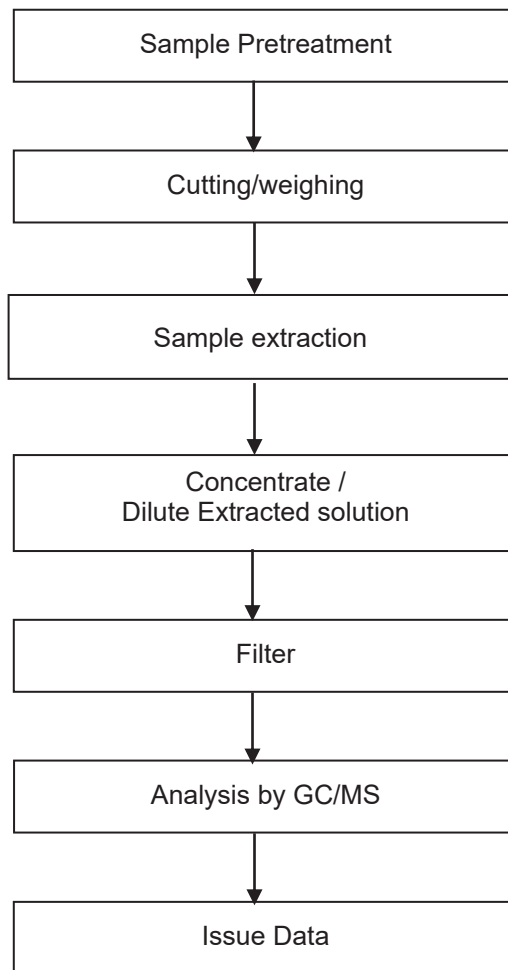 Sample Pretreatment
Cutting/weighing
Sample extraction
Concentrate /
Dilute Extracted solution
Filter
Analysis by GC/MS
Issue Data